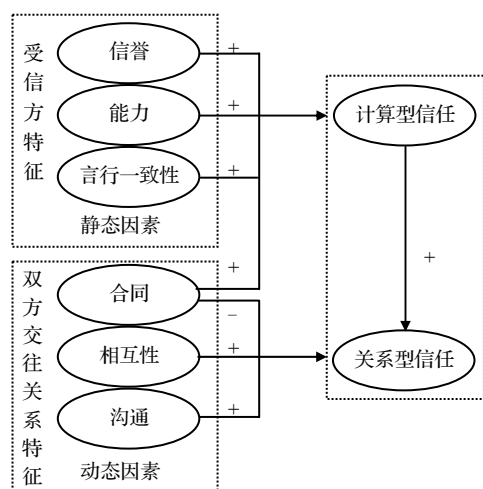 受信方特征
信誉
+
能力
+
言行一致性
+
静态因素
计算型信任
+
双方交往关系特征
合同
+
−
相互性
+
沟通
+
动态因素
关系型信任